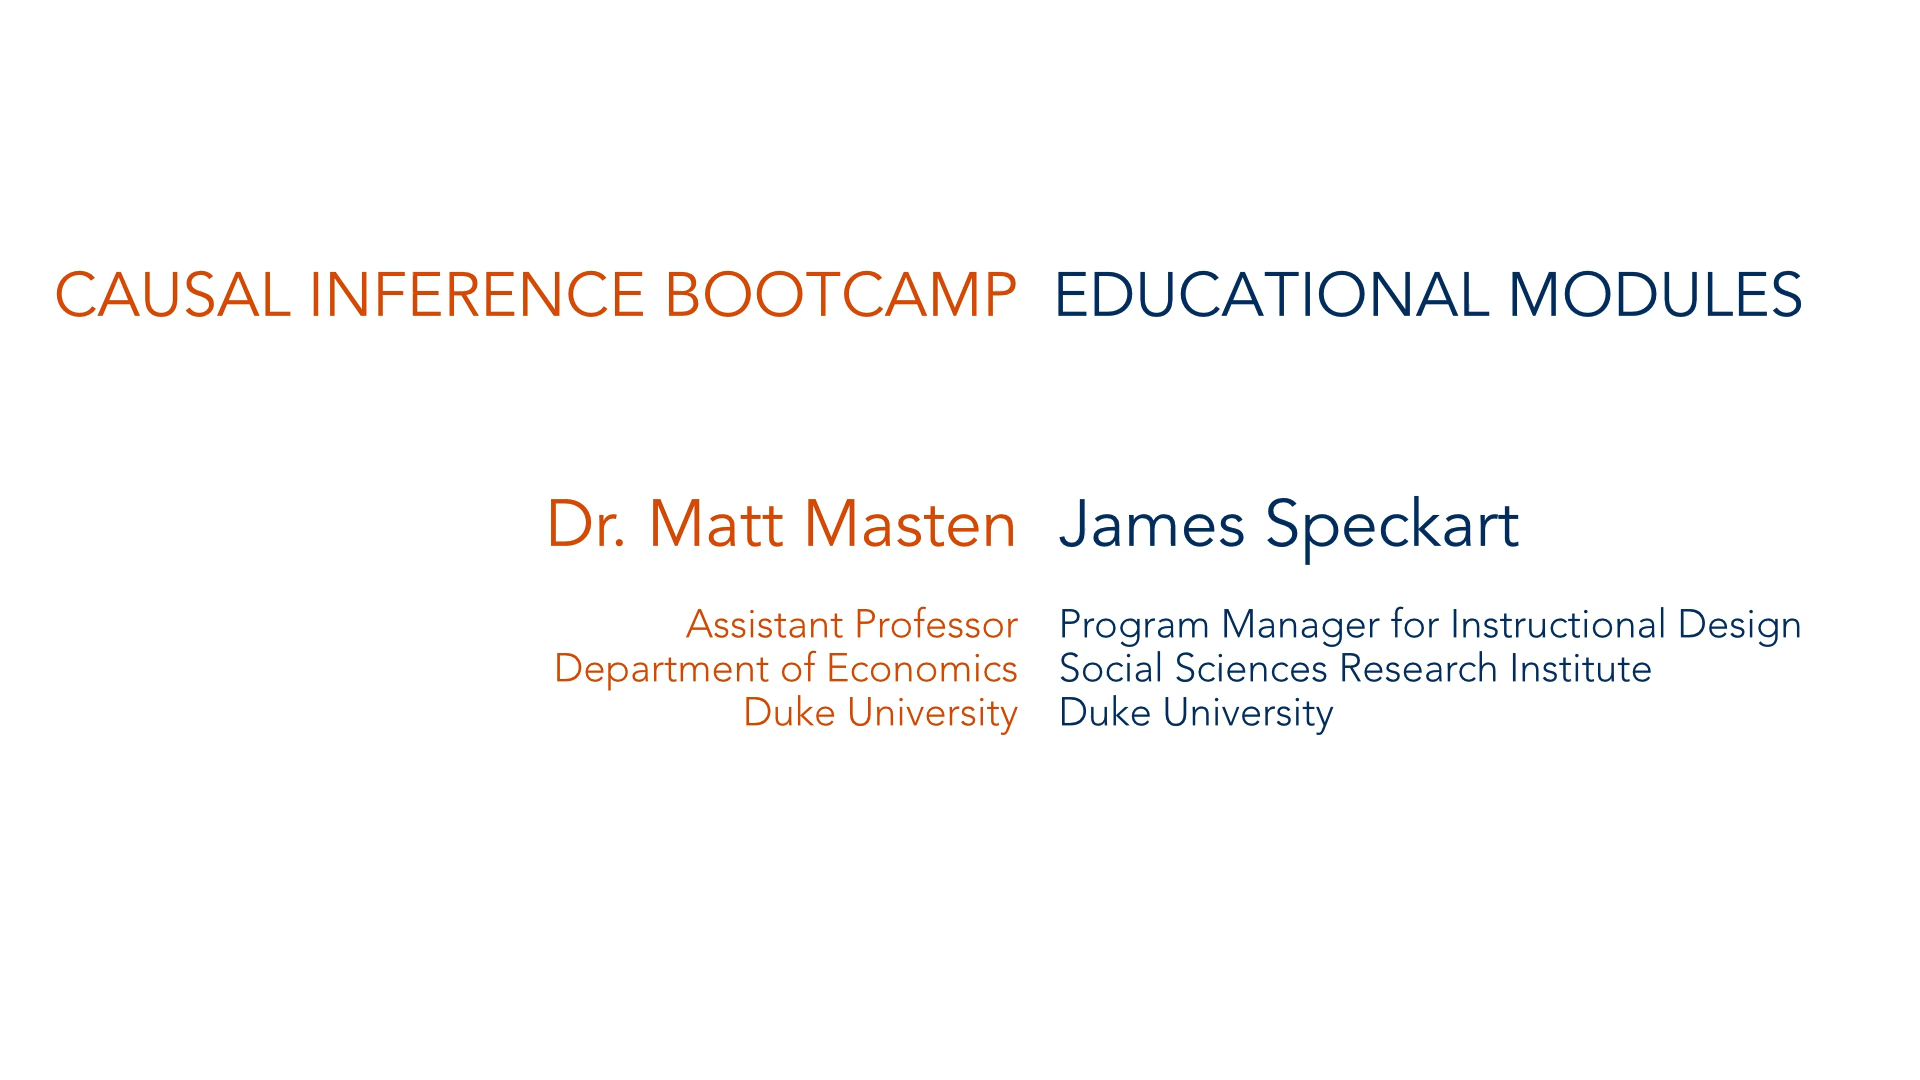 CAUSAL INFERENCE BOOTCAMP EDUCATIONAL MODULES
Dr. Matt Masten
Assistant Professor
Department of Economics
Duke University
James Speckart
Program Manager for Instructional Design
Social Sciences Research Institute
Duke University